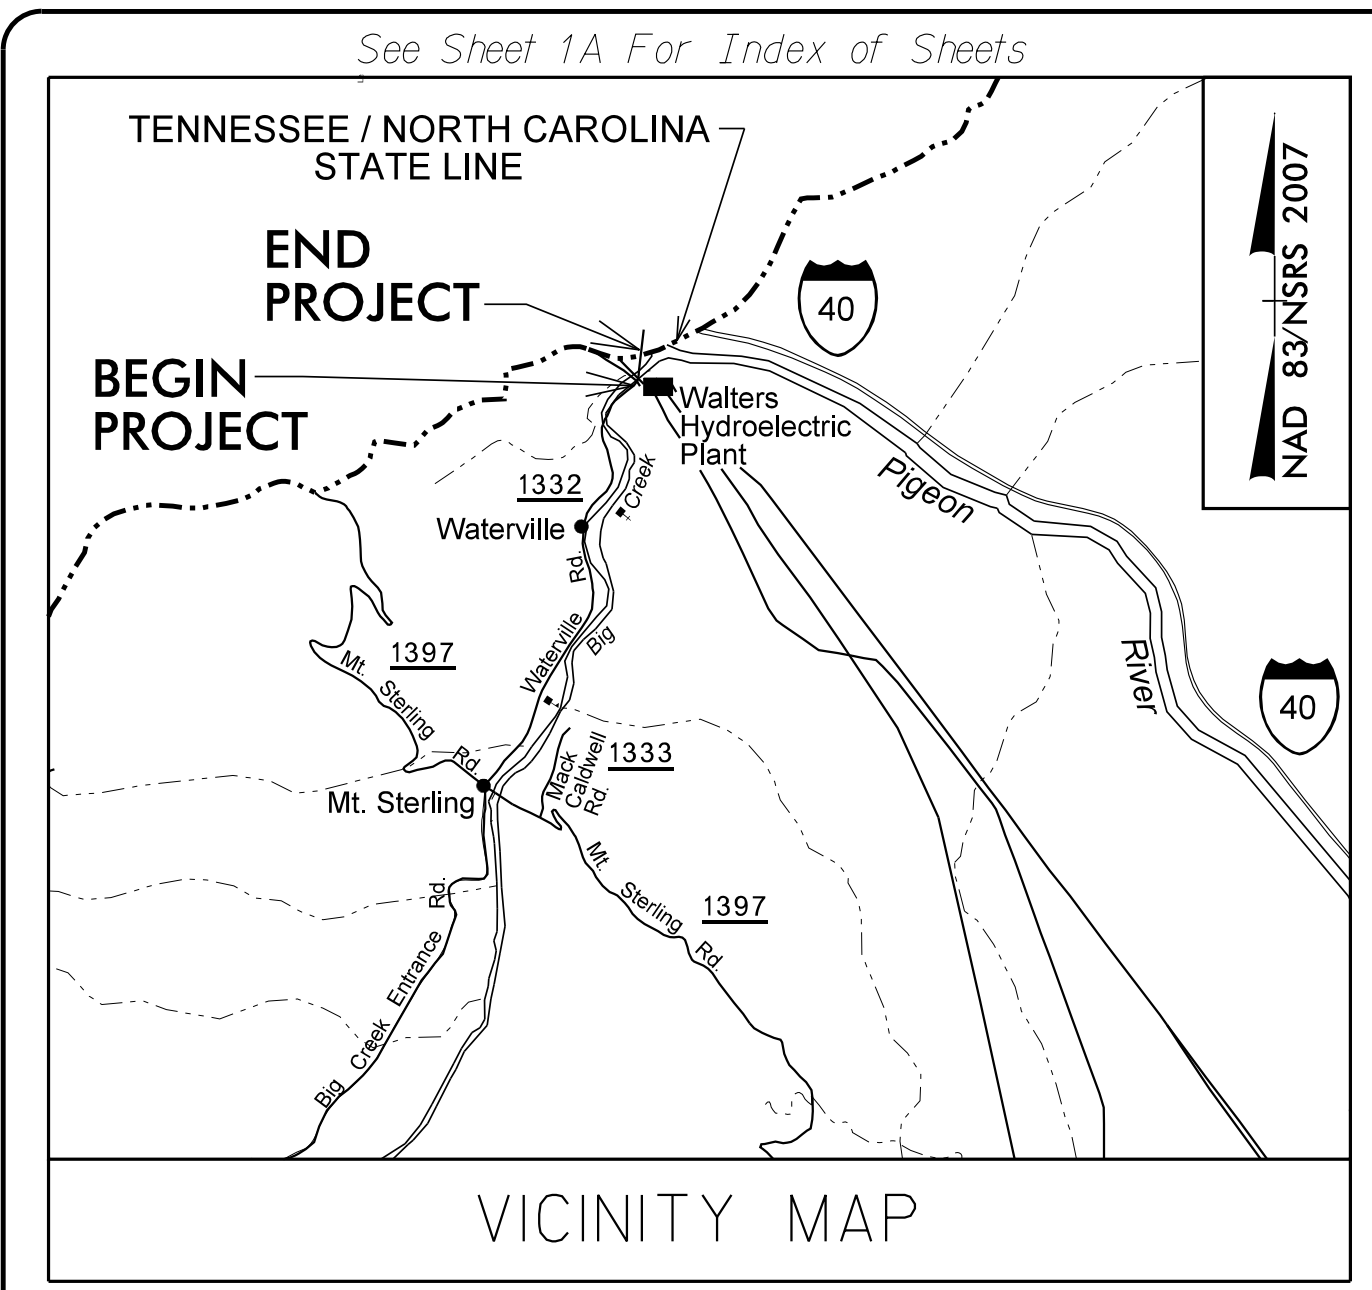 See Sheet 1A For Index of Sheets
TENNESSEE / NORTH CAROLINA
STATE LINE
END
PROJECT
BEGIN
PROJECT
40
NAD 83/NSRS 2007
Walters
Hydroelectric
Plant
Pigeon
River
40
1332
Creek
Waterville
Rd.
Waterville
Big
1397
Mt. Sterling Rd.
1333
Mack
Caldwell
Rd.
Mt. Sterling
Mt. Sterling Rd.
1397
Big Creek Entrance Rd.
VICINITY MAP